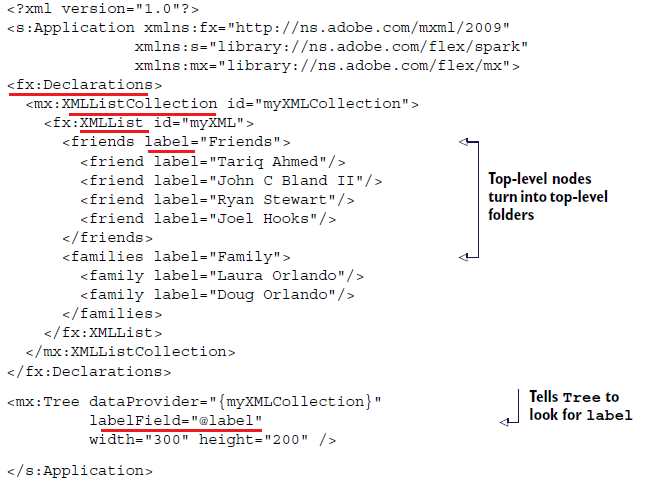 <?xml version="1.0"?>
<s:Application xmlns:fx="http://ns.adobe.com/mxml/2009"
xmlns:s="library://ns.adobe.com/flex/spark"
xmlns:mx="library://ns.adobe.com/flex/mx">
<fx:Declarations>
<mx:XMLListCollection id="myXMLCollection">
<fx:XMLList id="myXML">
<friends label="Friends">
<friend label="Tariq Ahmed"/>
<friend label="John C Bland II"/>
<friend label="Ryan Stewart"/>
<friend label="Joel Hooks"/>
</friends>
<families label="Family">
<family label="Laura Orlando"/>
<family label="Doug Orlando"/>
</families>
</fx:XMLList>
</mx:XMLListCollection>
</fx:Declarations>
Top-level nodes
turn into top-level
folders
<mx:Tree dataProvider="{myXMLCollection}"
labelField="@label"
width="300" height="200" />
Tells Tree to
look for label
</s:Application>